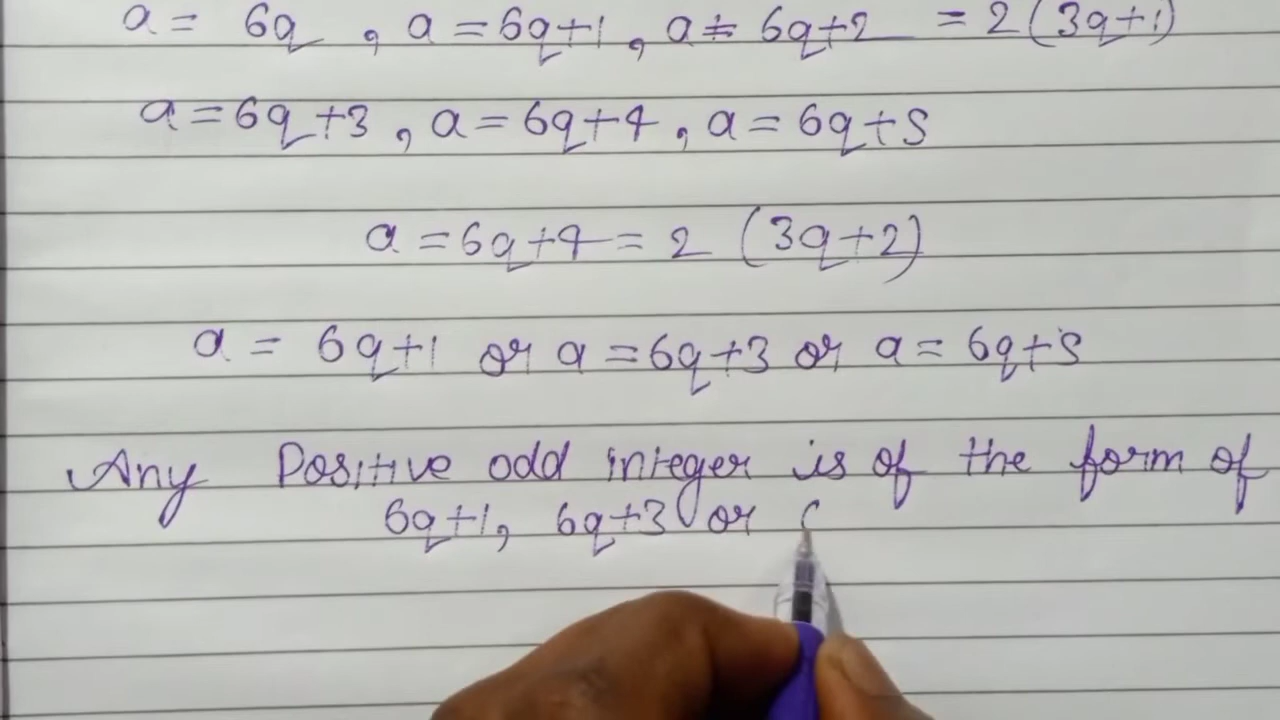 a = 6q , a = 6q+1 , a ≠ 6q+2 = 2 (3q+1)
a = 6q+3 , a = 6q+4 , a = 6q+5
a = 6q+4 = 2 (3q+2)
a = 6q+1 or a = 6q+3 or a = 6q+5
Any Positive odd integer is of the form of
6q+1, 6q+3 or